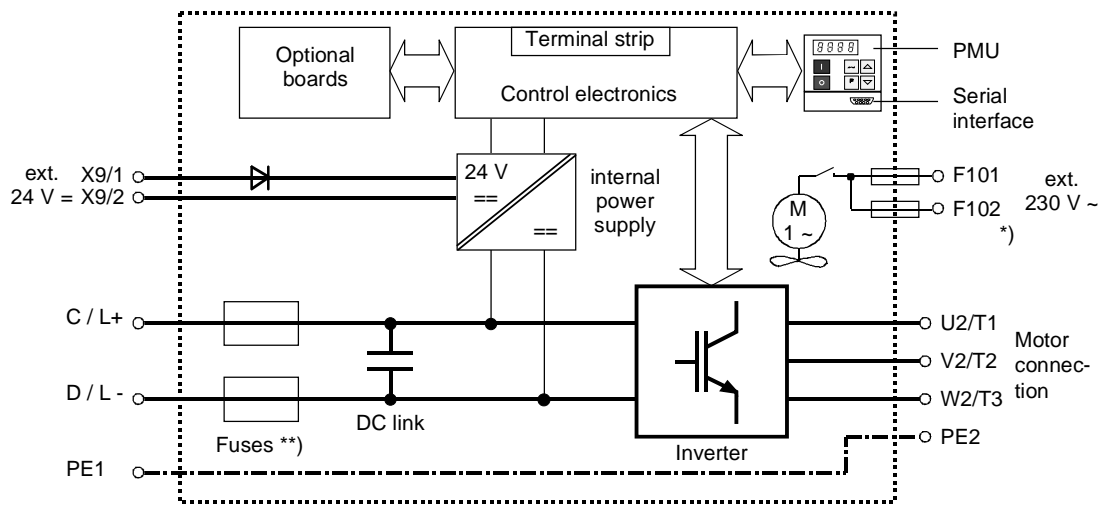 Optional
boards
Terminal strip
Control electronics
8888
I
O
P
PMU
Serial
interface
ext. X9/1
24 V = X9/2
24 V
==
==
internal
power
supply
M
1 ~
F101
F102
*)
ext.
230 V ~
C / L+
D / L -
Fuses **)
DC link
Inverter
U2/T1
V2/T2
W2/T3
Motor
connec-
tion
PE1
PE2